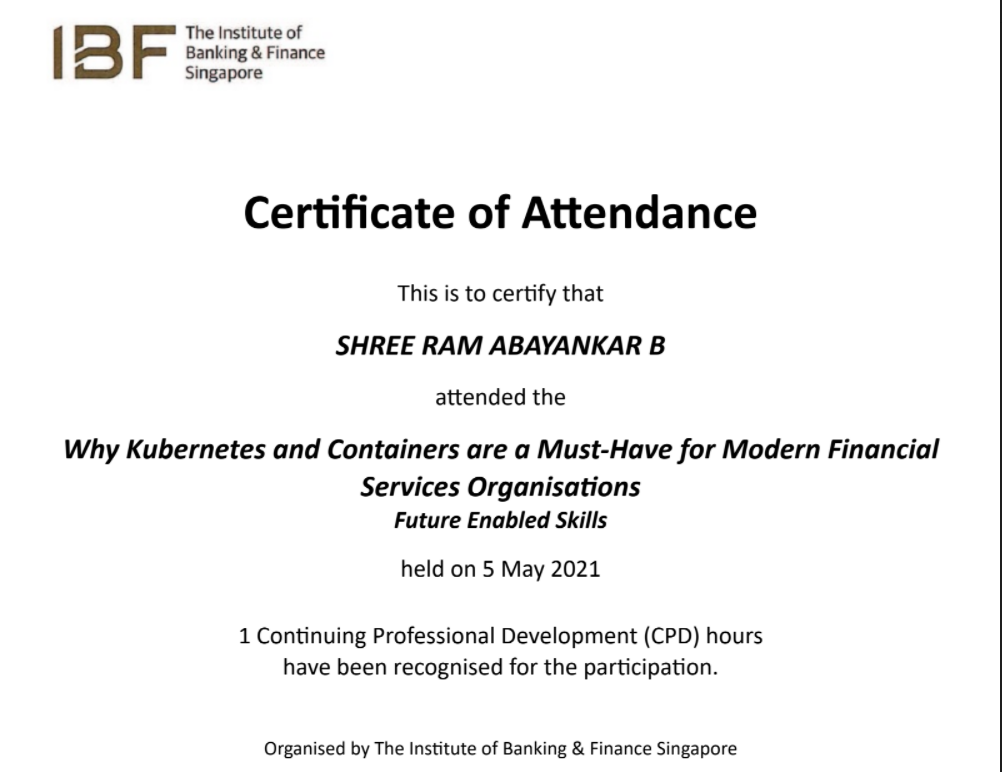 IBF The Institute of
Banking & Finance
Singapore
Certificate of Attendance
This is to certify that
SHREE RAM ABAYANKAR B
attended the
Why Kubernetes and Containers are a Must-Have for Modern Financial
Services Organisations
Future Enabled Skills
held on 5 May 2021
1 Continuing Professional Development (CPD) hours
have been recognised for the participation.
Organised by The Institute of Banking & Finance Singapore